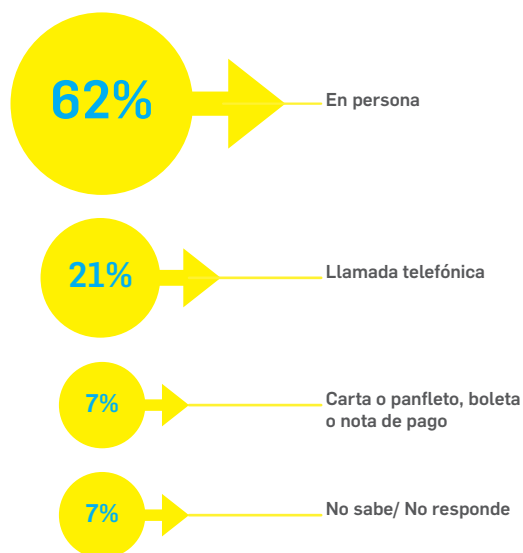 62%
En persona
21%
Llamada telefónica
7%
Carta o panfleto, boleta
o nota de pago
7%
No sabe/ No responde